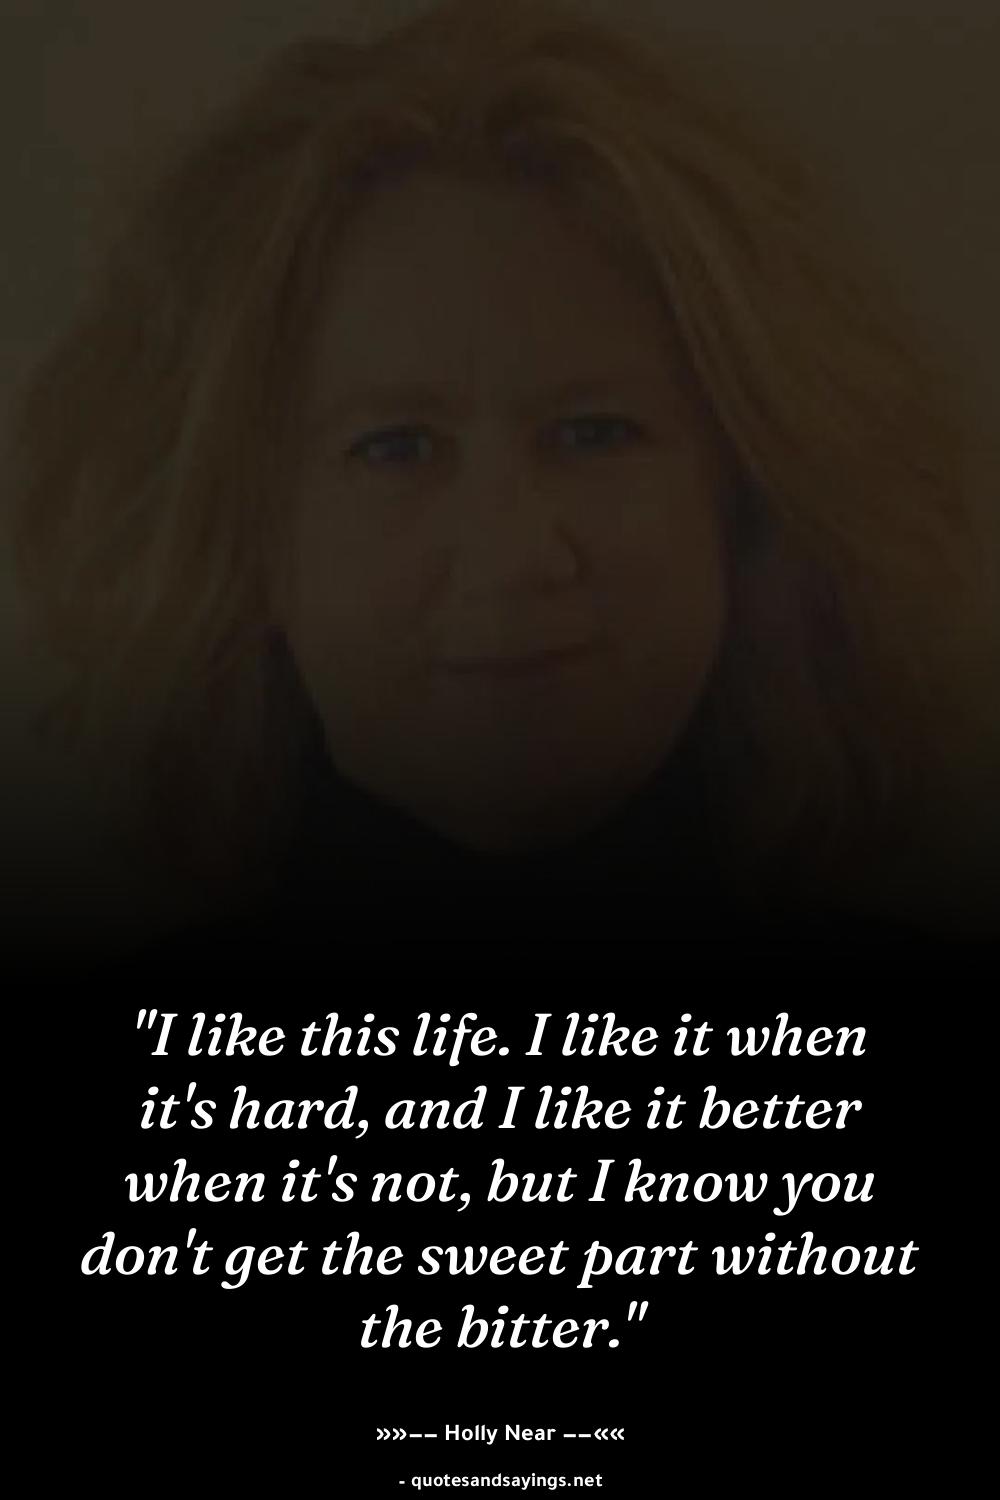 "I like this life. I like it when
it's hard, and I like it better
when it's not, but I know you
don't get the sweet part without
the bitter."
»»–– Holly Near ––««
- quotesandsayings.net